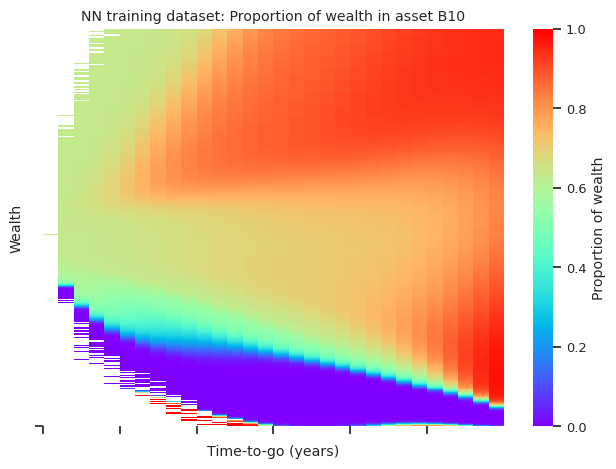 NN training dataset: Proportion of wealth in asset B10
Wealth
Time-to-go (years)
1.0
0.8
0.6
0.4
0.2
0.0
Proportion of wealth